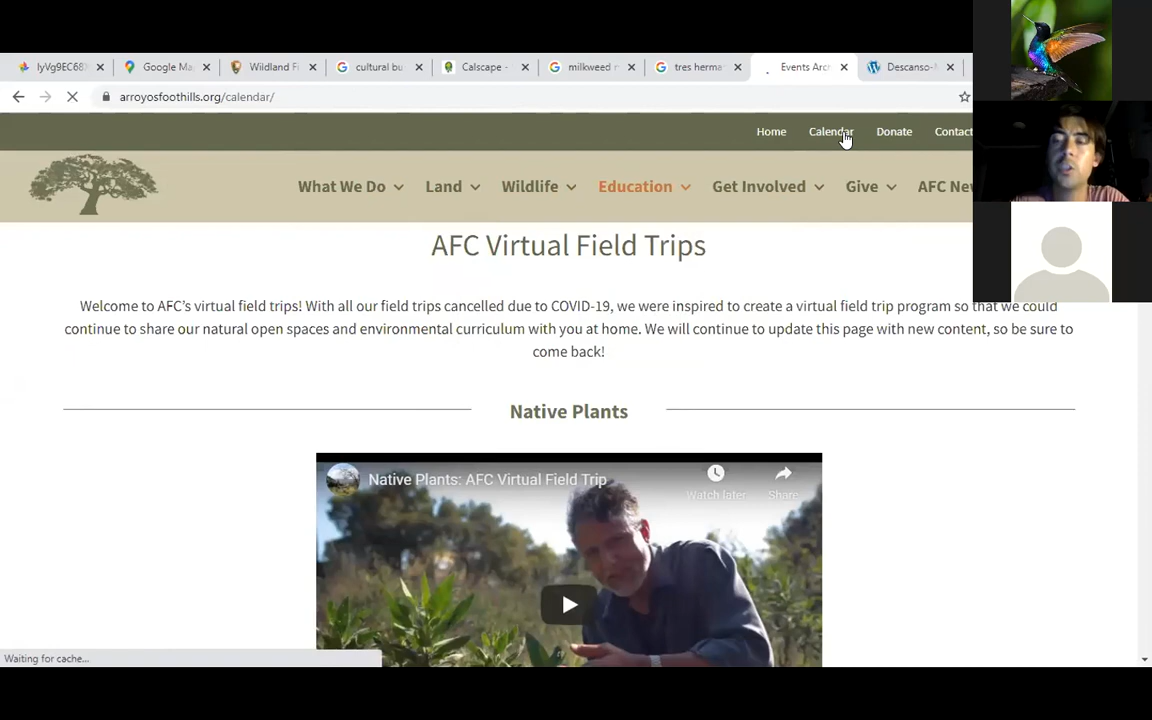 lyVg9EC68
Google Ma
Wildland Fi
cultural bu
Calscape -
milkweed
tres herma
Events Arc
Descanso-
arroyosfoothills.org/calendar/
Home Calendar Donate Contact
What We Do Land Wildlife Education Get Involved Give AFC Ne
AFC Virtual Field Trips
Welcome to AFC's virtual field trips! With all our field trips cancelled due to COVID-19, we were inspired to create a virtual field trip program so that we could
continue to share our natural open spaces and environmental curriculum with you at home. We will continue to update this page with new content, so be sure to
come back!
Native Plants
Native Plants: AFC Virtual Field Trip
Watch later Share
Waiting for cache...